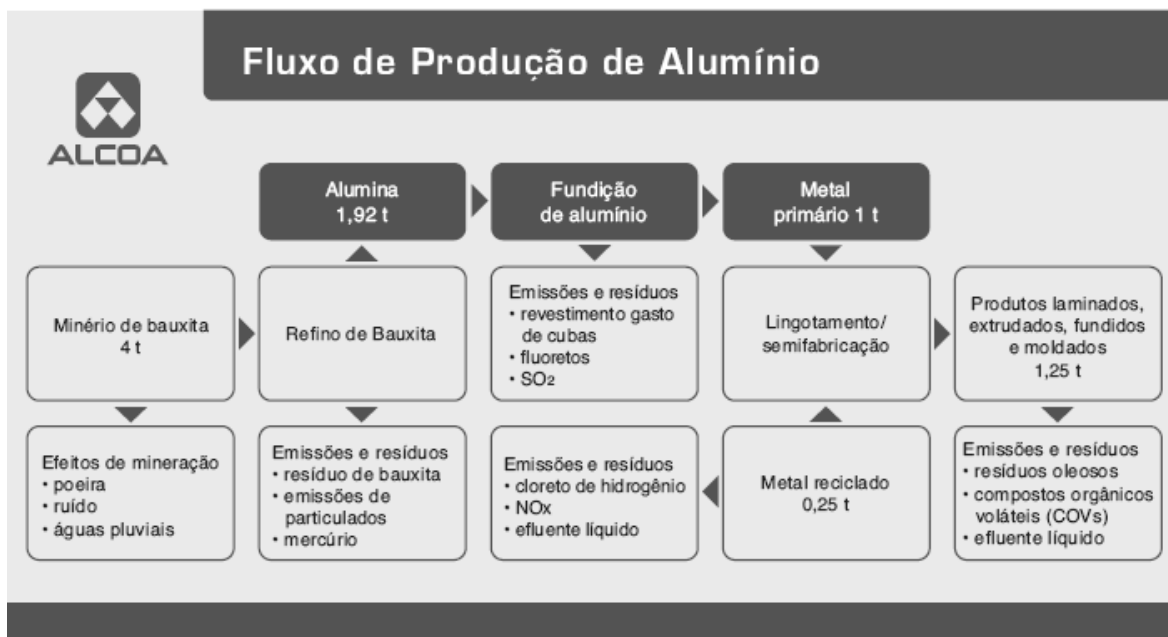 Fluxo de Produção de Alumínio
ALCOA
Alumina
1,92 t
Fundição
de alumínio
Metal
primário 1 t
Minério de bauxita
4 t
Refino de Bauxita
Emissões e resíduos
• revestimento gasto
de cubas
• fluoretos
• SO₂
Lingotamento/
semifabricação
Produtos laminados,
extrudados, fundidos
e moldados
1,25 t
Efeitos de mineração
• poeira
• ruído
• águas pluviais
Emissões e resíduos
• resíduo de bauxita
• emissões de
particulados
• mercúrio
Emissões e resíduos
• cloreto de hidrogênio
• NOx
• efluente líquido
Metal reciclado
0,25 t
Emissões e resíduos
• resíduos oleosos
• compostos orgânicos
voláteis (COVs)
• efluente líquido